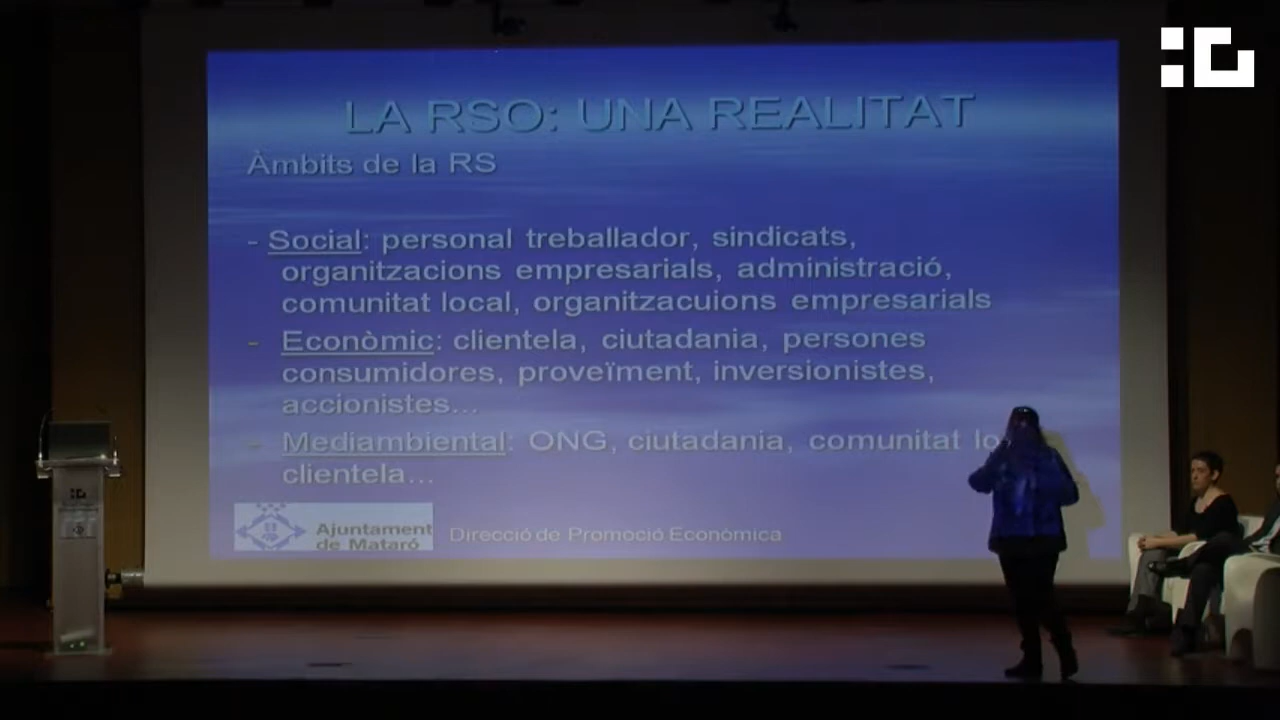 LA RSO: UNA REALITAT
Àmbits de la RS
- Social: personal treballador, sindicats,
organitzacions empresarials, administració,
comunitat local, organitzacuions empresarials
- Econòmic: clientela, ciutadania, persones
consumidores, proveïment, inversionistes,
accionistes...
- Mediambiental: ONG, ciutadania, comunitat lo
clientela...
Ajuntament
de Mataró
Direcció de Promoció Econòmica